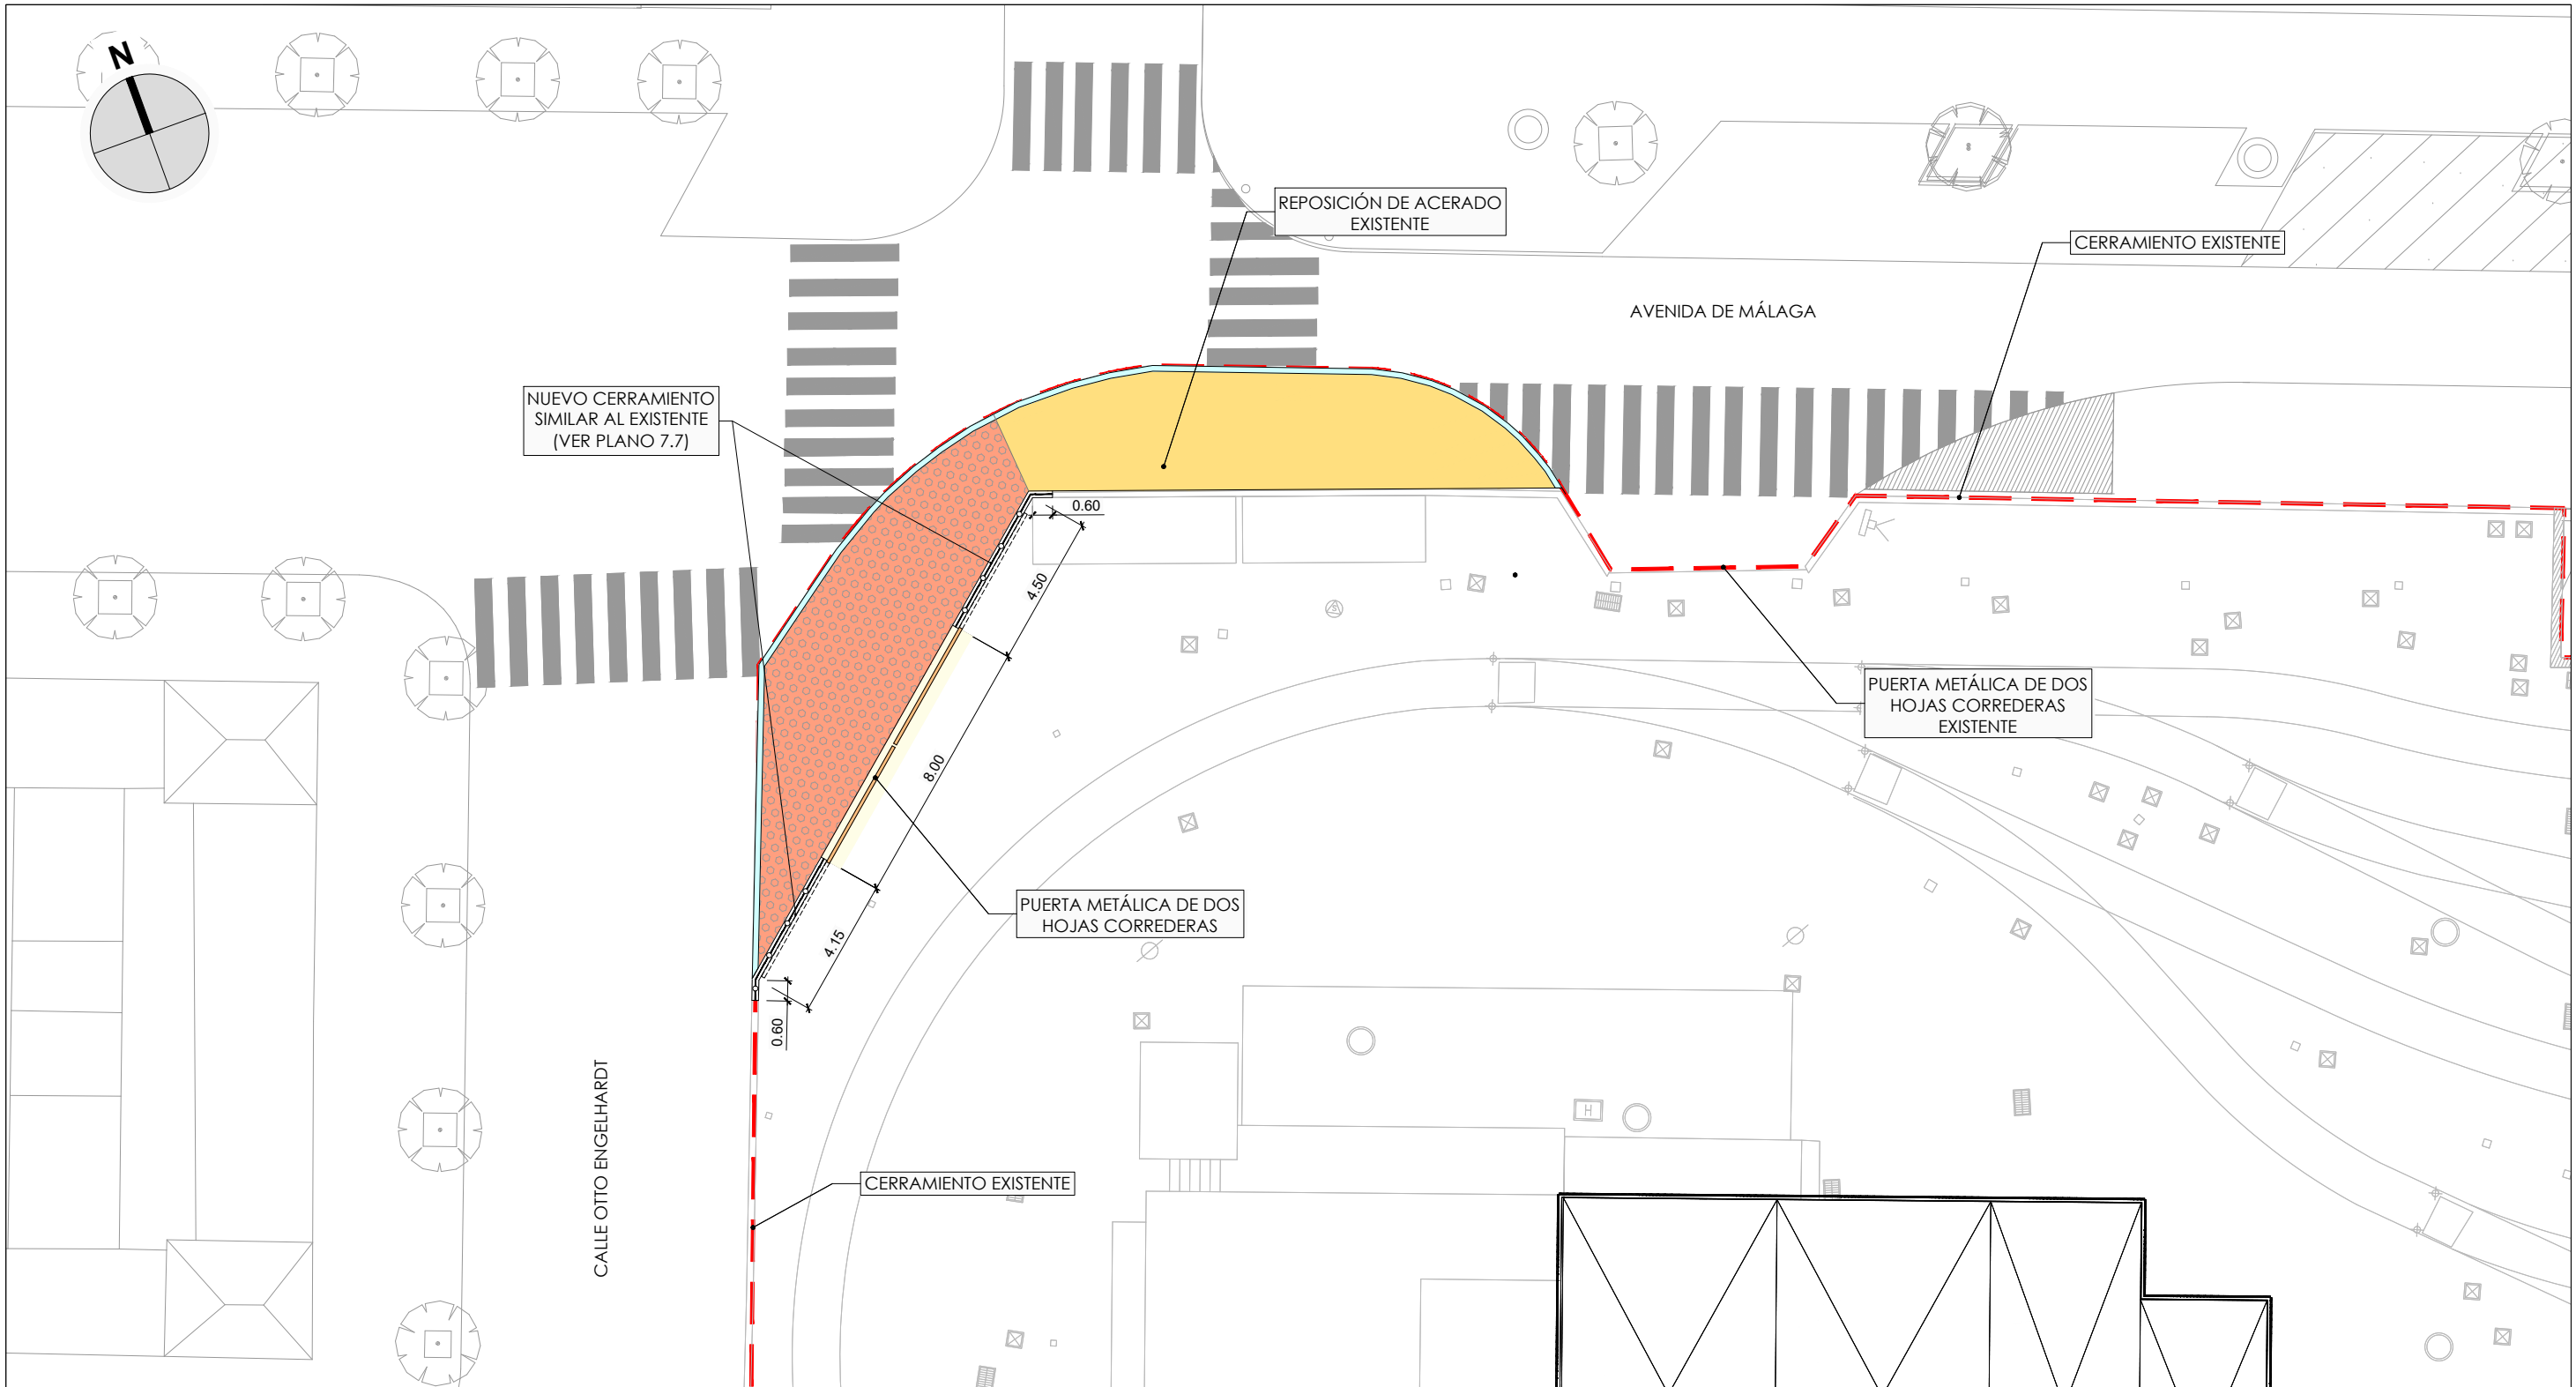 N
REPOSICIÓN DE ACERADO
EXISTENTE
CERRAMIENTO EXISTENTE
AVENIDA DE MÁLAGA
NUEVO CERRAMIENTO
SIMILAR AL EXISTENTE
(VER PLANO 7.7)
0.60
4.50
PUERTA METÁLICA DE DOS
HOJAS CORREDERAS
EXISTENTE
8.00
PUERTA METÁLICA DE DOS
HOJAS CORREDERAS
4.15
0.60
CALLE OTTO ENGELHARDT
H
CERRAMIENTO EXISTENTE